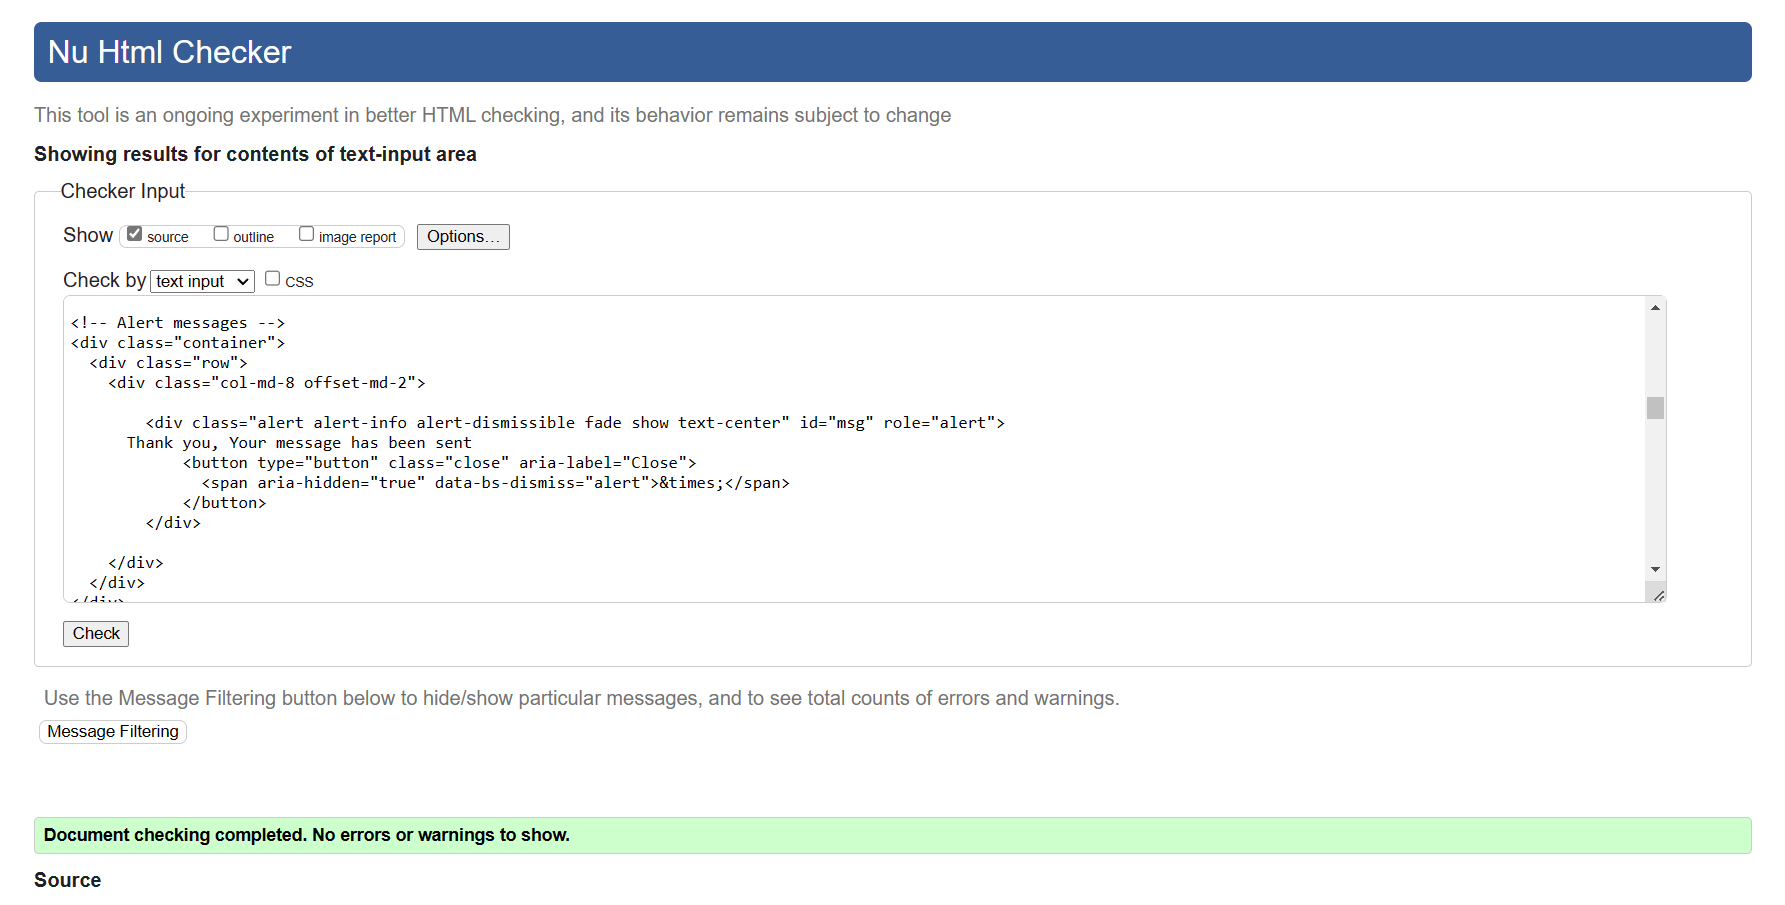 Nu Html Checker
This tool is an ongoing experiment in better HTML checking, and its behavior remains subject to change
Showing results for contents of text-input area
Checker Input
Show source outline image report Options...
Check by text input CSS
<!-- Alert messages -->
<div class="container">
<div class="row">
<div class="col-md-8 offset-md-2">
<div class="alert alert-info alert-dismissible fade show text-center" id="msg" role="alert">
Thank you, Your message has been sent
<button type="button" class="close" aria-label="Close">
<span aria-hidden="true" data-bs-dismiss="alert">&times;</span>
</button>
</div>
</div>
</div>
</div>
Check
Use the Message Filtering button below to hide/show particular messages, and to see total counts of errors and warnings.
Message Filtering
Document checking completed. No errors or warnings to show.
Source